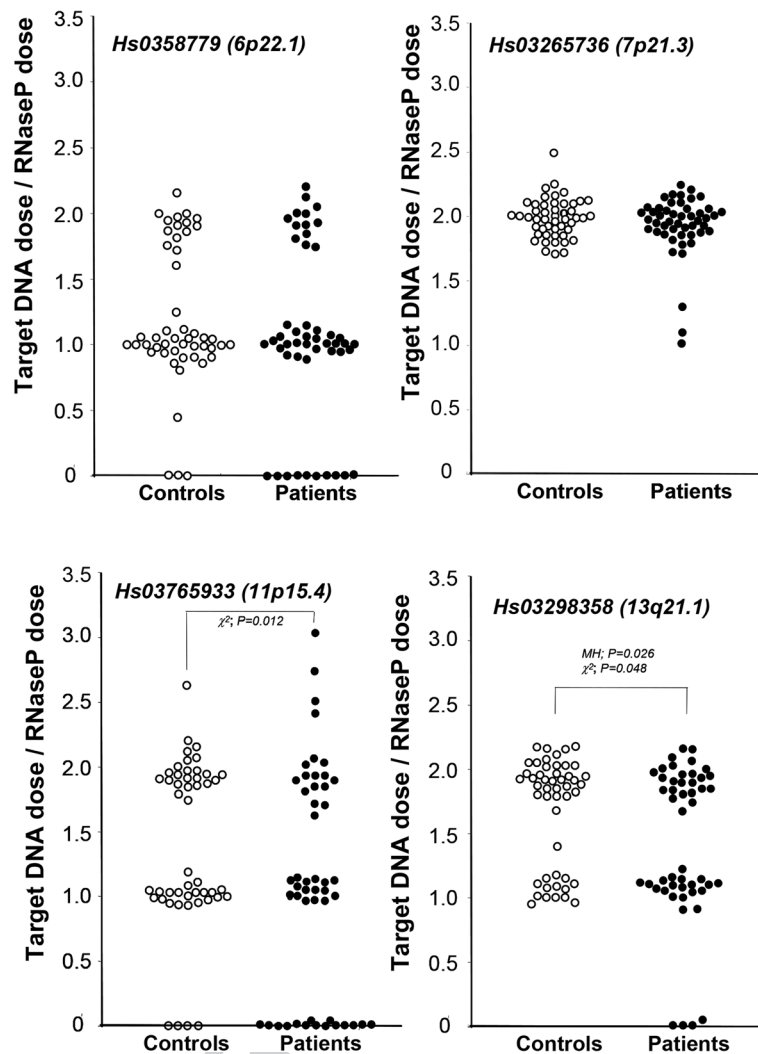 Hs0358779 (6p22.1)
Target DNA dose / RNaseP dose
3.5
3.0
2.5
2.0
1.5
1.0
0.5
0
Controls Patients
Hs03265736 (7p21.3)
Target DNA dose / RNaseP dose
3.5
3.0
2.5
2.0
1.5
1.0
0.5
0
Controls Patients
Hs03765933 (11p15.4)
χ²; P=0.012
Target DNA dose / RNaseP dose
3.5
3.0
2.5
2.0
1.5
1.0
0.5
0
Controls Patients
Hs03298358 (13q21.1)
MH; P=0.026
χ²; P=0.048
Target DNA dose / RNaseP dose
3.5
3.0
2.5
2.0
1.5
1.0
0.5
0
Controls Patients